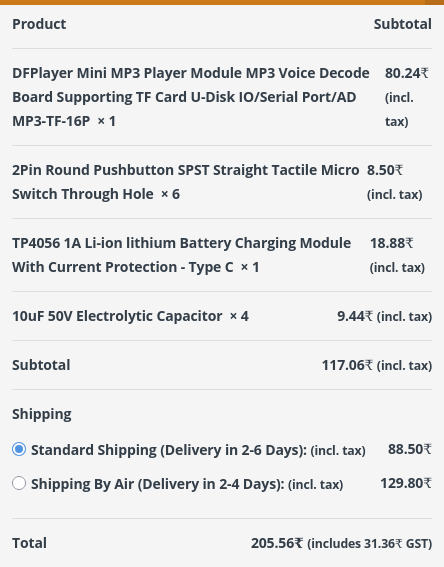 Product Subtotal
DFPlayer Mini MP3 Player Module MP3 Voice Decode 80.24₹
Board Supporting TF Card U-Disk IO/Serial Port/AD (incl.
MP3-TF-16P × 1 tax)
2Pin Round Pushbutton SPST Straight Tactile Micro 8.50₹
Switch Through Hole × 6 (incl. tax)
TP4056 1A Li-ion lithium Battery Charging Module 18.88₹
With Current Protection - Type C × 1 (incl. tax)
10uF 50V Electrolytic Capacitor × 4 9.44₹ (incl. tax)
Subtotal 117.06₹ (incl. tax)
Shipping
Standard Shipping (Delivery in 2-6 Days): (incl. tax) 88.50₹
Shipping By Air (Delivery in 2-4 Days): (incl. tax) 129.80₹
Total 205.56₹ (includes 31.36₹ GST)